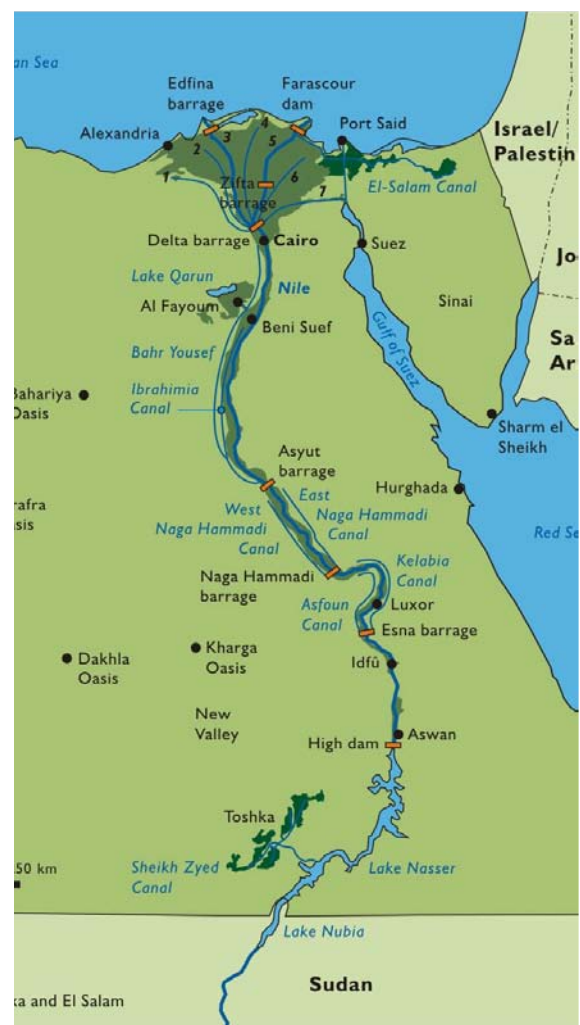 an Sea
Edfina
barrage
Farascour
dam
Alexandria
Port Said
Israel/
Palestin
1
2
3
4
5
6
7
Zifta
barrage
El-Salam Canal
Delta barrage
Cairo
Suez
Jo
Lake Qarun
Nile
Al Fayoum
Sinai
Beni Suef
Gulf of Suez
Sa
Ar
Bahr Yousef
Ibrahimia
Canal
Bahariya
Oasis
Sharm el
Sheikh
Asyut
barrage
Hurghada
East
Naga Hammadi
Canal
West
Naga Hammadi
Canal
rafra
sis
Red Se
Kelabia
Canal
Naga Hammadi
barrage
Asfoun
Canal
Luxor
Esna barrage
Kharga
Oasis
Dakhla
Oasis
Idfû
New
Valley
Aswan
High dam
Toshka
50 km
Sheikh Zyed
Canal
Lake Nasser
Lake Nubia
Sudan
ka and El Salam